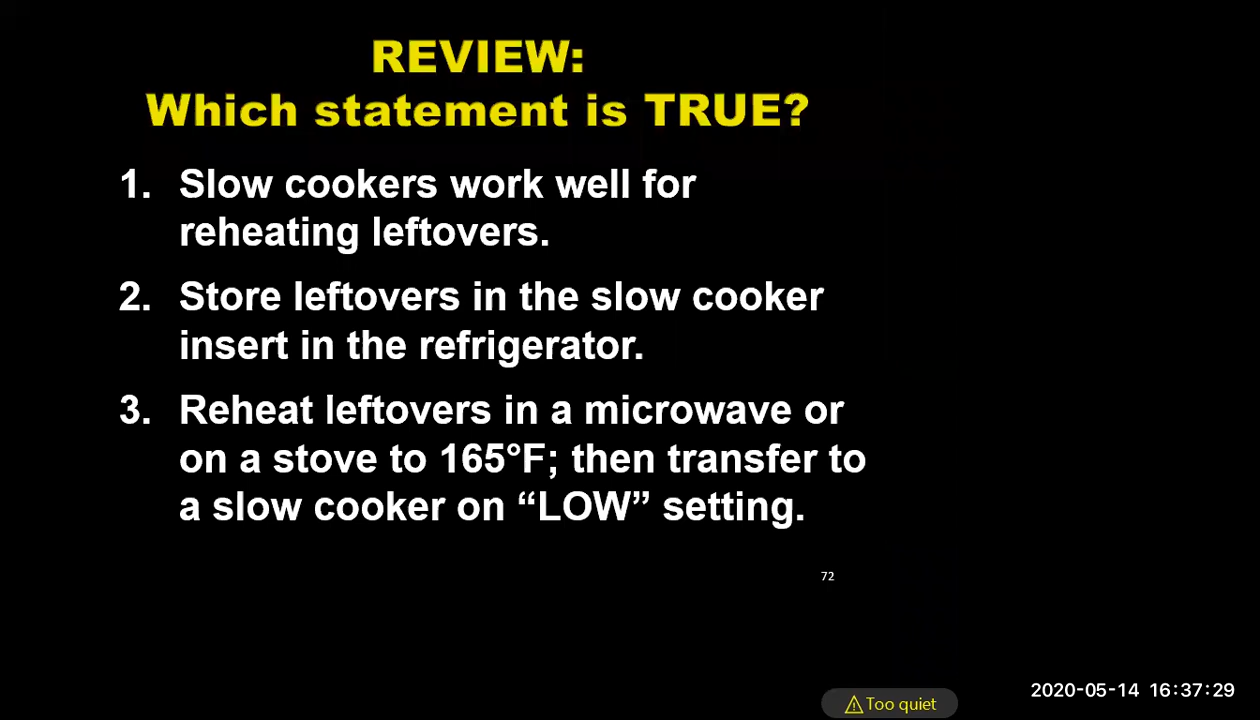 REVIEW:
Which statement is TRUE?
1. Slow cookers work well for
reheating leftovers.
2. Store leftovers in the slow cooker
insert in the refrigerator.
3. Reheat leftovers in a microwave or
on a stove to 165°F; then transfer to
a slow cooker on “LOW” setting.
72
2020-05-14 16:37:29
Too quiet